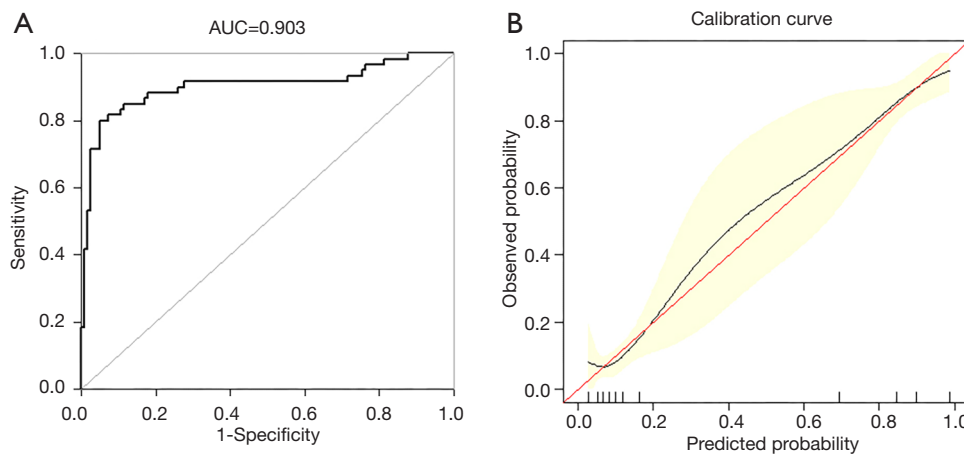 A
AUC=0.903
1.0
0.8
0.6
0.4
0.2
0.0
Sensitivity
0.0 0.2 0.4 0.6 0.8 1.0
1-Specificity
B
Calibration curve
1.0
0.8
0.6
0.4
0.2
0.0
Obsenved probability
0.0 0.2 0.4 0.6 0.8 1.0
Predicted probability